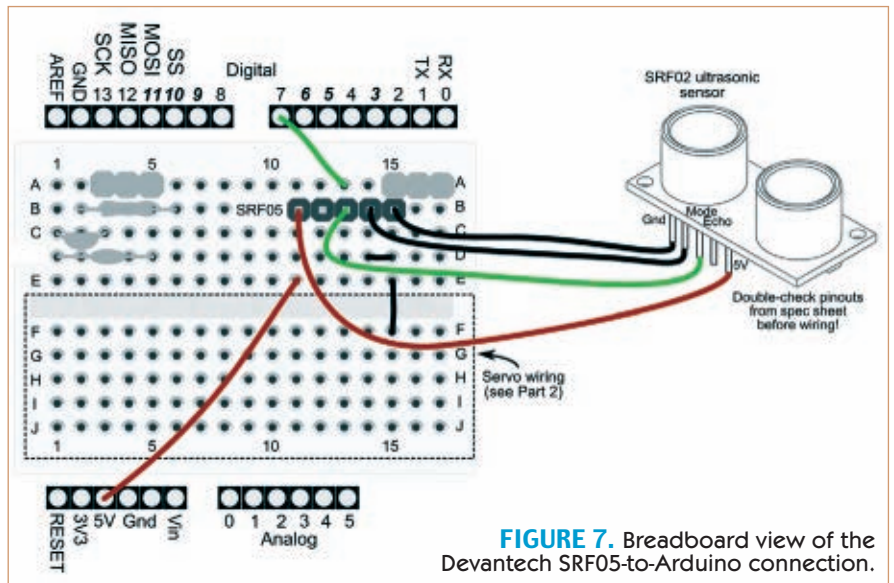 AREF GND SCK MISO MOSI SS
13 12 11 10 9 8
Digital
7 6 5 4 3 2 1 0
TX RX
SRF02 ultrasonic
sensor
1 5 10 15
A A
B SRF05 B
C C
D
E E
Gnd
Mode
Echo
5V
Double-check pinouts
from spec sheet
before wiring!
F F
G G
H H
I I
J J
1 5 10 15
Servo wiring
(see Part 2)
RESET 3V3 5V Gnd Vin
0 1 2 3 4 5
Analog
FIGURE 7. Breadboard view of the
Devantech SRF05-to-Arduino connection.